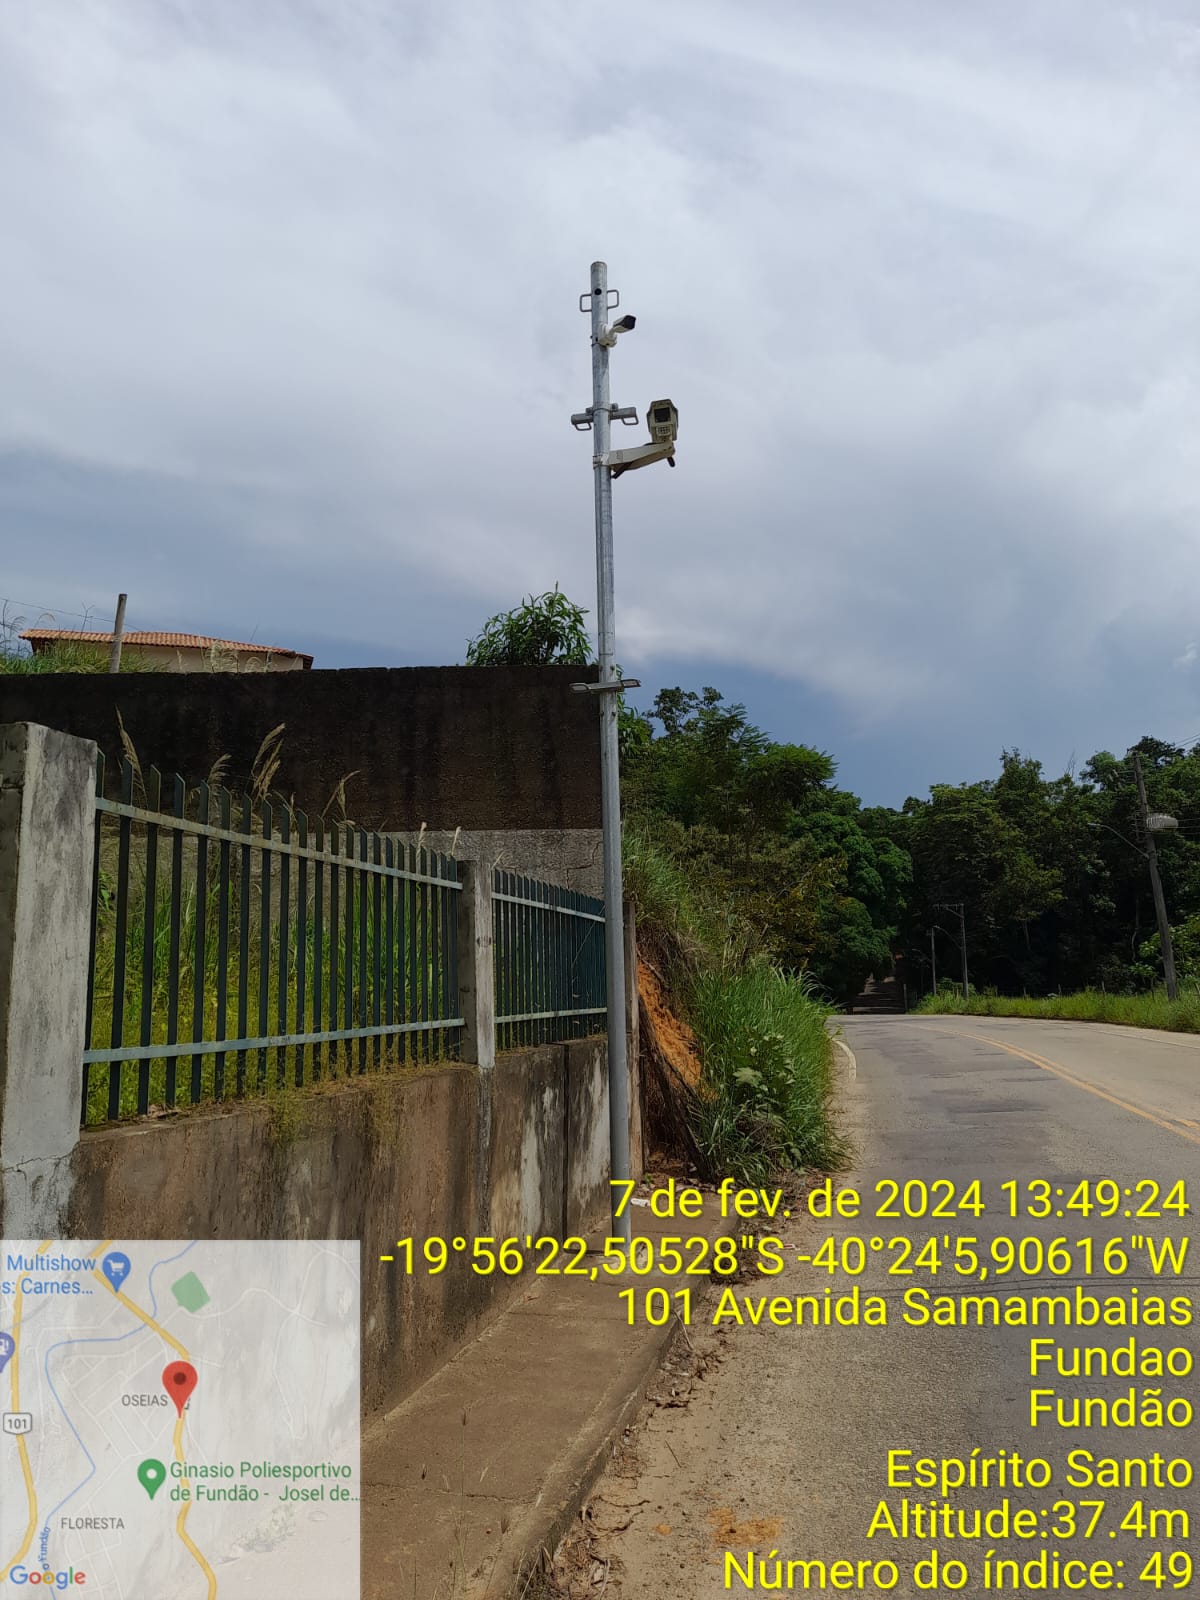 7 de fev. de 2024 13:49:24
-19°56'22,50528"S -40°24'5,90616"W
101 Avenida Samambaias
Fundao
Fundão
Espírito Santo
Altitude:37.4m
Número do índice: 49
Multishow
s: Carnes...
OSEIAS
101
Ginasio Poliesportivo
de Fundão - Josel de...
FLORESTA
o Fundão
Google